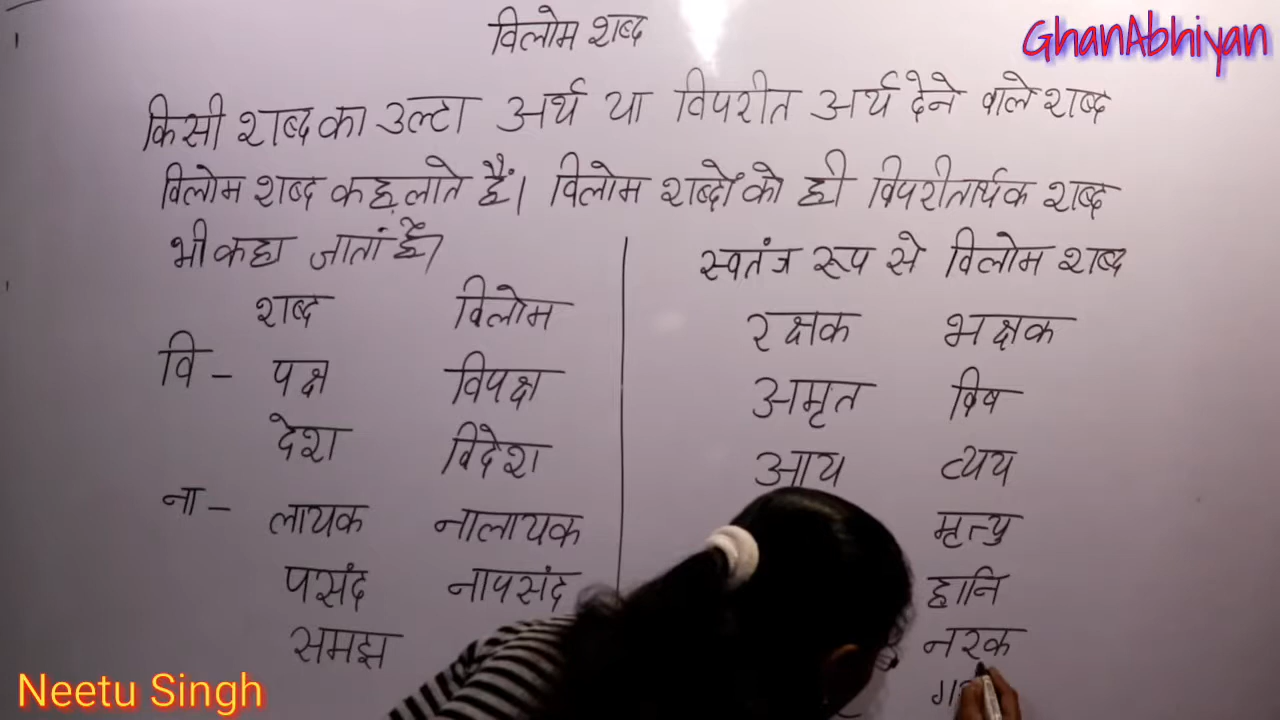 विलोम शब्द
GhanAbhiyan
किसी शब्द का उल्टा अर्थ या विपरीत अर्थ देने वाले शब्द
विलोम शब्द कहलाते हैं। विलोम शब्दों को ही विपरीतार्थक शब्द
भी कहा जातां हैं।
शब्द विलोम
वि - पक्ष विपक्ष
देश विदेश
ना - लायक नालायक
पसंद नापसंद
समझ
स्वतंत्र रूप से विलोम शब्द
रक्षक भक्षक
अमृत विष
आय व्यय
मृत्यु
हानि
नरक
Neetu Singh